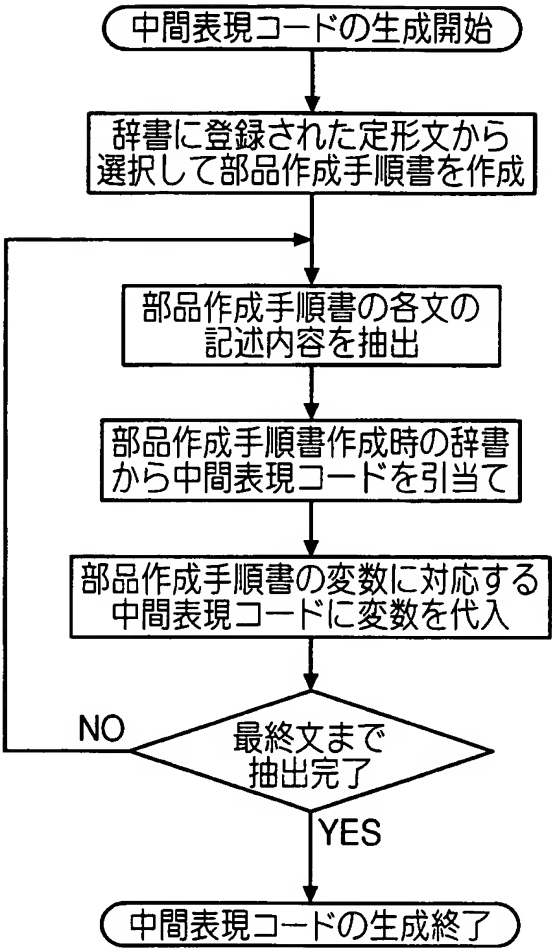 中間表現コードの生成開始
辞書に登録された定形文から
選択して部品作成手順書を作成
部品作成手順書の各文の
記述内容を抽出
部品作成手順書作成時の辞書
から中間表現コードを引当て
部品作成手順書の変数に対応する
中間表現コードに変数を代入
NO
最終文まで
抽出完了
YES
中間表現コードの生成終了